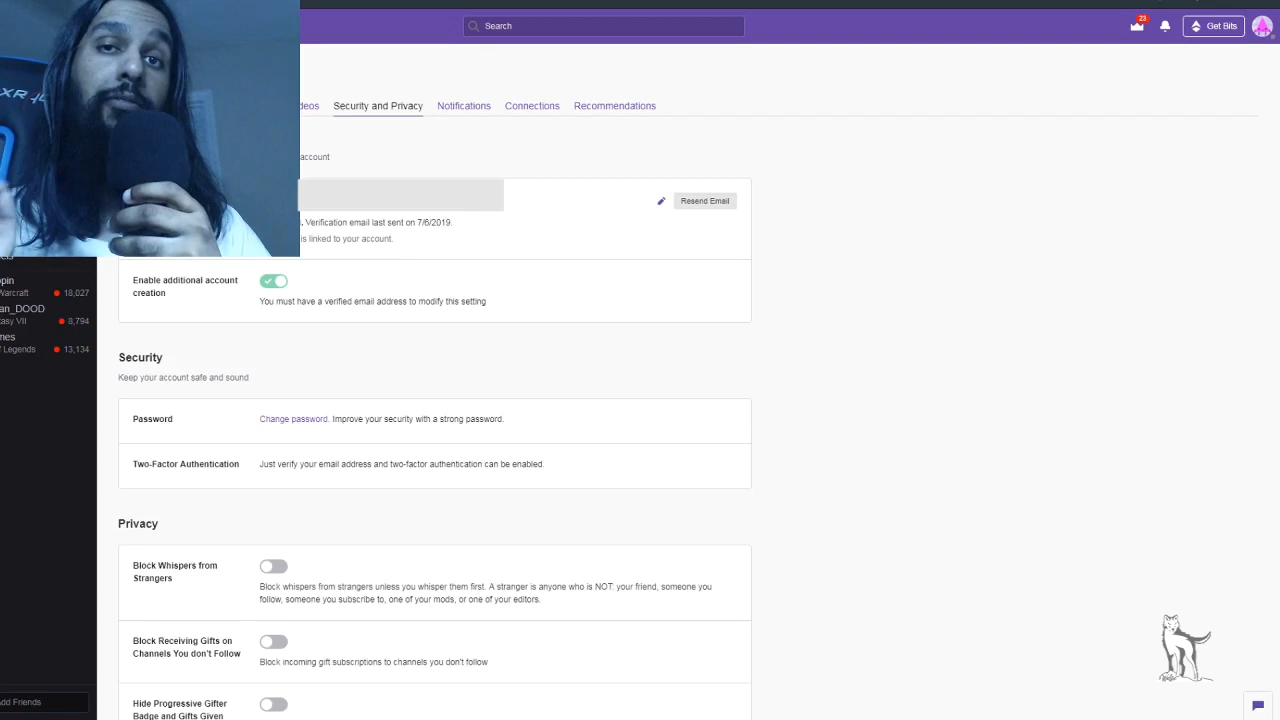 Search
23
Get Bits
deos
Security and Privacy
Notifications
Connections
Recommendations
account
Resend Email
. Verification email last sent on 7/6/2019.
is linked to your account.
Enable additional account
creation
You must have a verified email address to modify this setting
ppin
Warcraft 18,027
an_DOOD
tasy VII 8,794
mes
f Legends 13,134
Security
Keep your account safe and sound
Password
Change password. Improve your security with a strong password.
Two-Factor Authentication
Just verify your email address and two-factor authentication can be enabled.
Privacy
Block Whispers from
Strangers
Block whispers from strangers unless you whisper them first. A stranger is anyone who is NOT: your friend, someone you
follow, someone you subscribe to, one of your mods, or one of your editors.
Block Receiving Gifts on
Channels You don't Follow
Block incoming gift subscriptions to channels you don't follow
Hide Progressive Gifter
Badge and Gifts Given
Add Friends